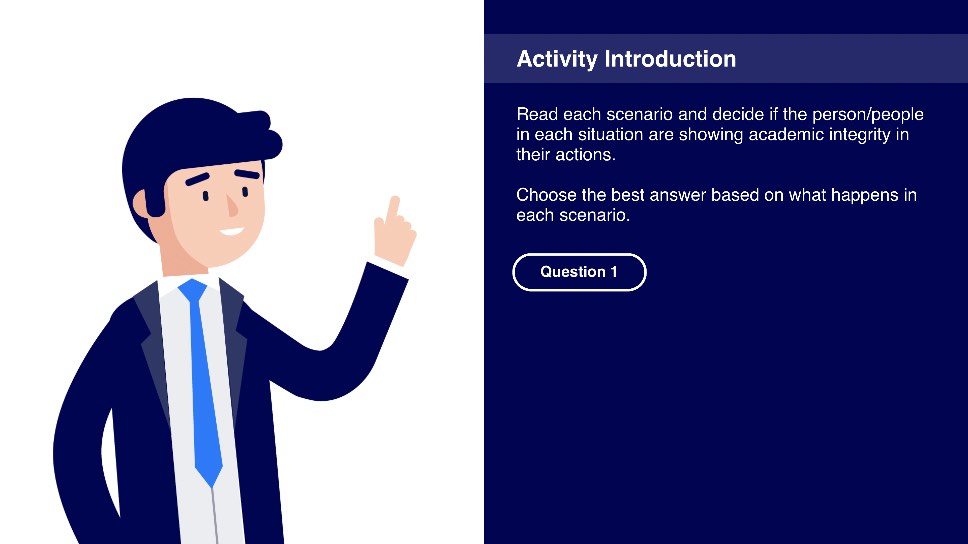 Activity Introduction
Read each scenario and decide if the person/people
in each situation are showing academic integrity in
their actions.
Choose the best answer based on what happens in
each scenario.
Question 1